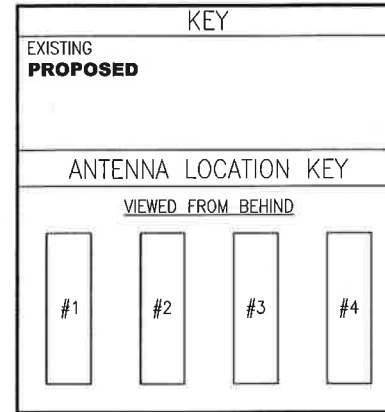 KEY
EXISTING
PROPOSED
ANTENNA LOCATION KEY
VIEWED FROM BEHIND
#1 #2 #3 #4